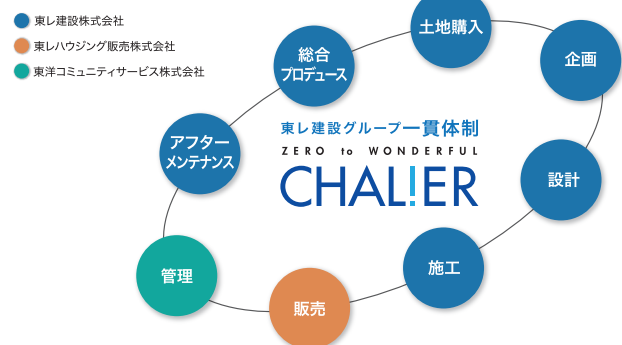 東レ建設株式会社
東レハウジング販売株式会社
東洋コミュニティサービス株式会社
総合
プロデュース
土地購入
企画
設計
施工
販売
管理
アフター
メンテナンス
東レ建設グループ一貫体制
ZERO to WONDERFUL
CHAL!ER